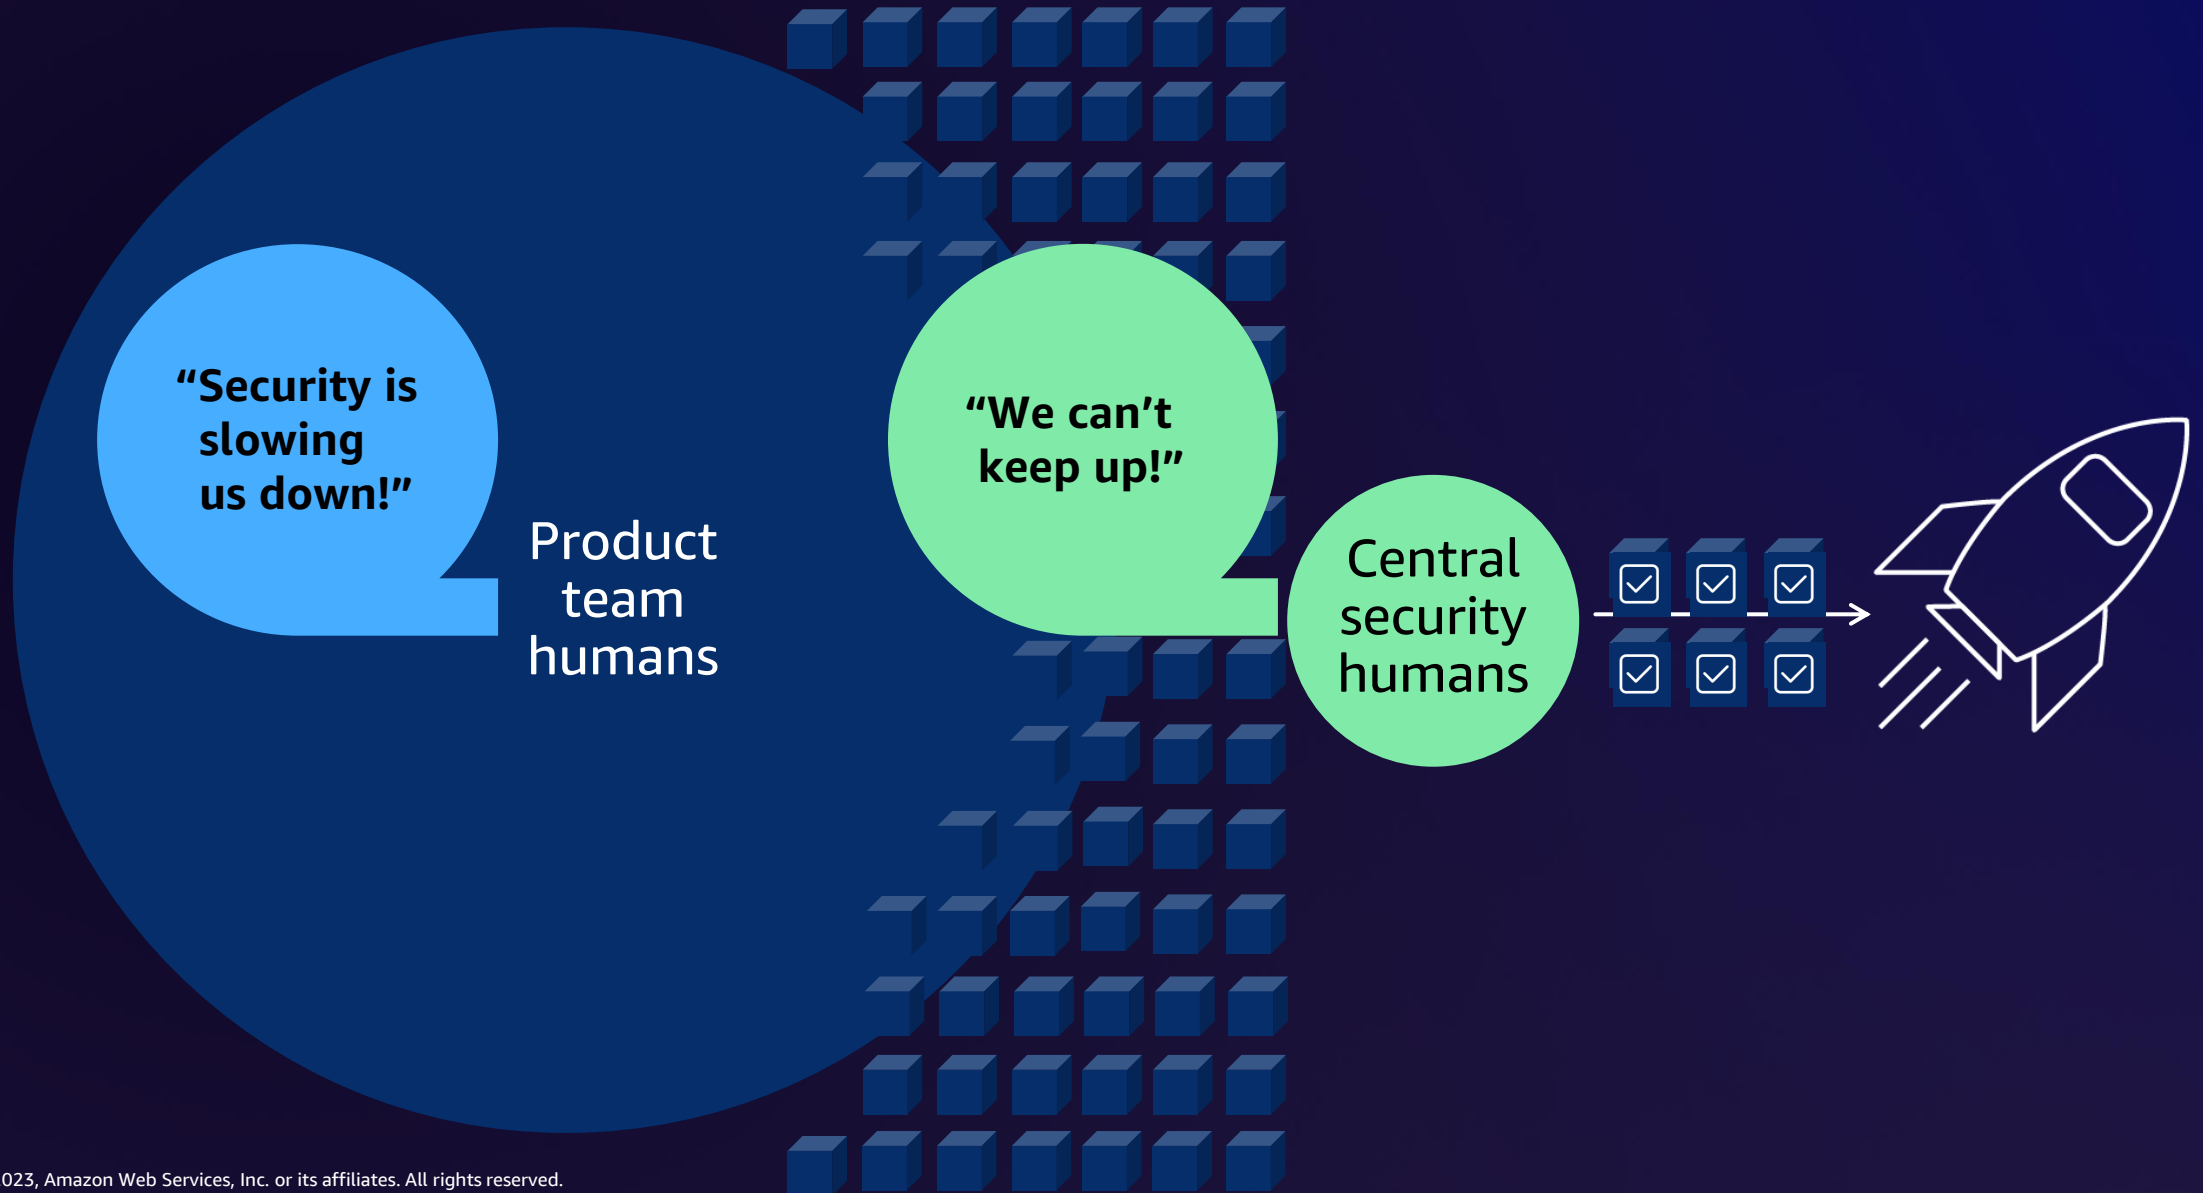 “Security is
slowing
us down!”
Product
team
humans
“We can’t
keep up!”
Central
security
humans
023, Amazon Web Services, Inc. or its affiliates. All rights reserved.